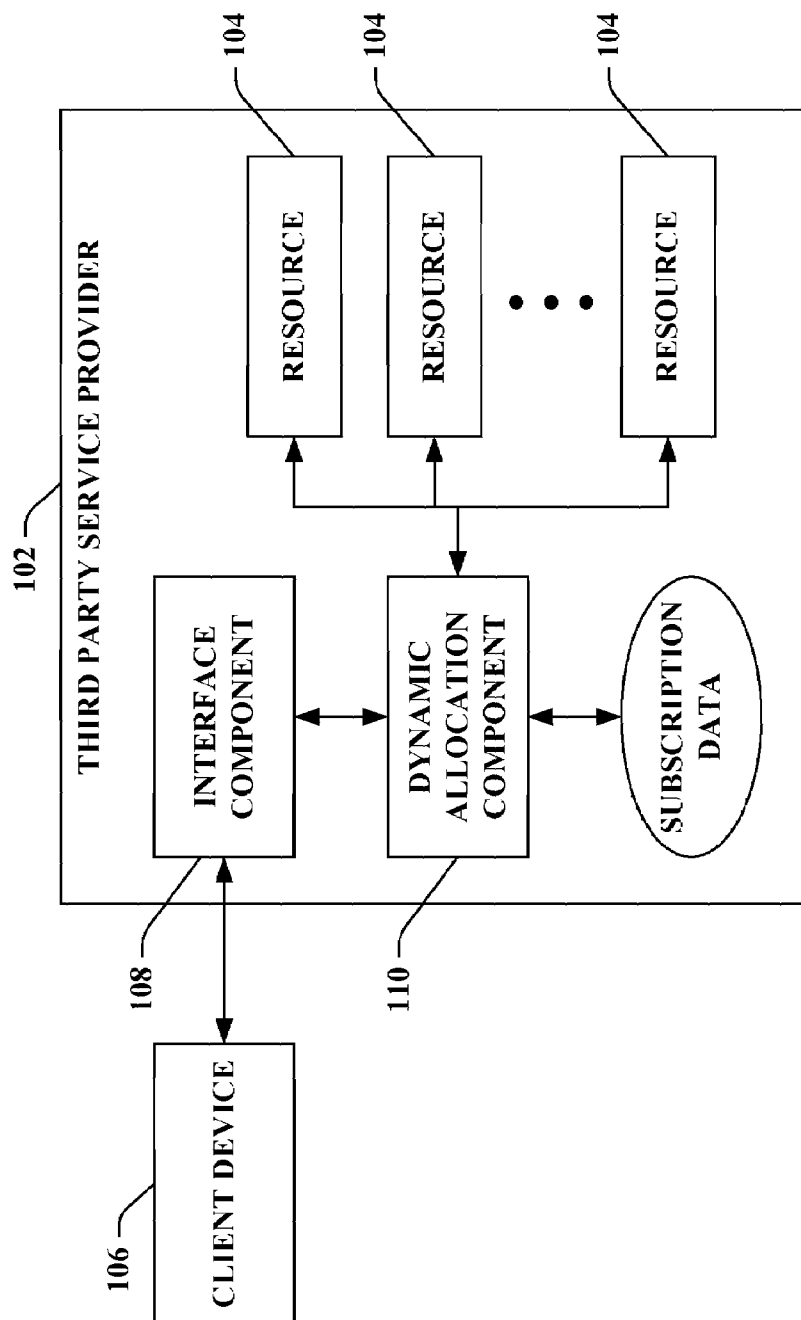 102
THIRD PARTY SERVICE PROVIDER
106
CLIENT DEVICE
108
INTERFACE
COMPONENT
110
DYNAMIC
ALLOCATION
COMPONENT
SUBSCRIPTION
DATA
RESOURCE
104
RESOURCE
104
RESOURCE
104